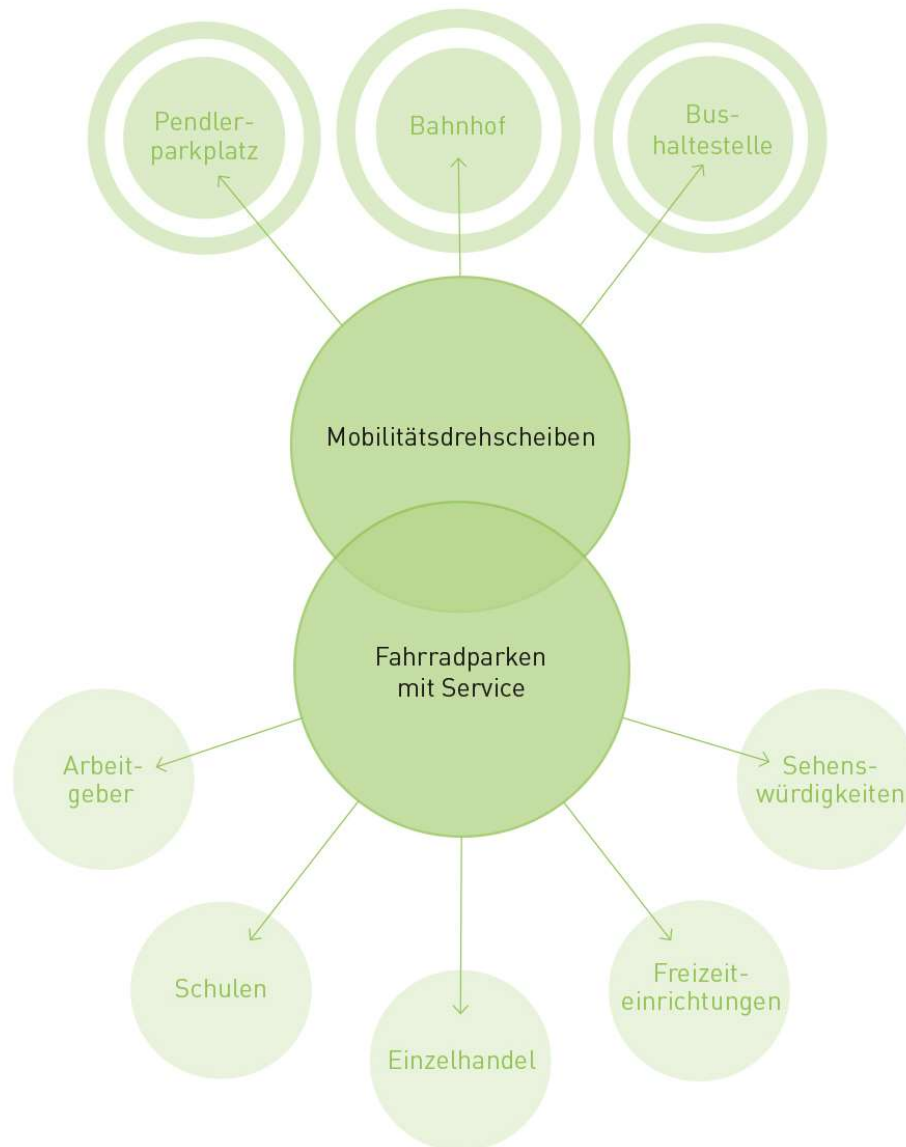 Pendler-
parkplatz
Bahnhof
Bus-
haltestelle
Mobilitätsdrehscheiben
Fahrradparken
mit Service
Arbeit-
geber
Sehens-
würdigkeiten
Schulen
Freizeit-
einrichtungen
Einzelhandel